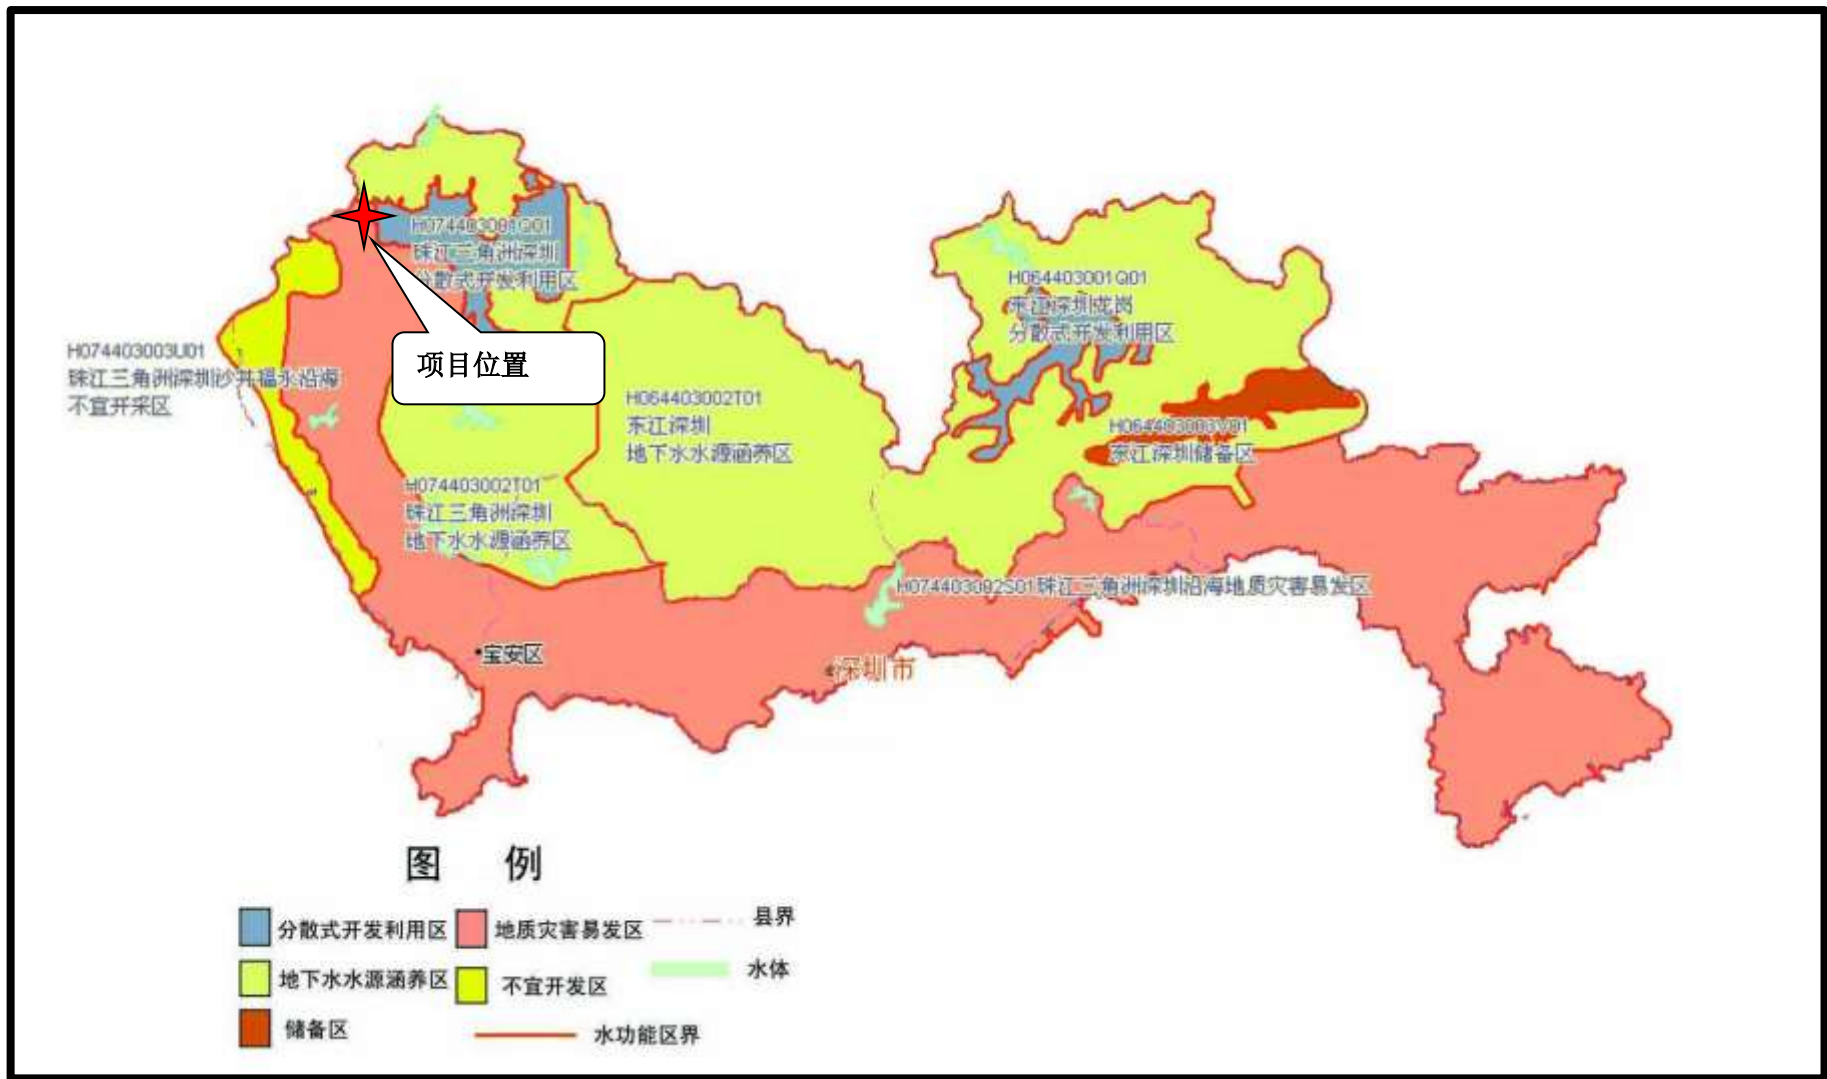 H074403001Q01
珠江三角洲深圳
分散式开发利用区
项目位置
H074403003U01
珠江三角洲深圳沙井福永沿海
不宜开采区
H064403002T01
东江深圳
地下水水源涵养区
H074403002T01
珠江三角洲深圳
地下水水源涵养区
H064403001Q01
东江深圳龙岗
分散式开发利用区
H064403003V01
东江深圳储备区
H074403002S01珠江三角洲深圳沿海地质灾害易发区
宝安区
深圳市
图 例
分散式开发利用区
地质灾害易发区
县界
地下水水源涵养区
不宜开发区
水体
储备区
水功能区界